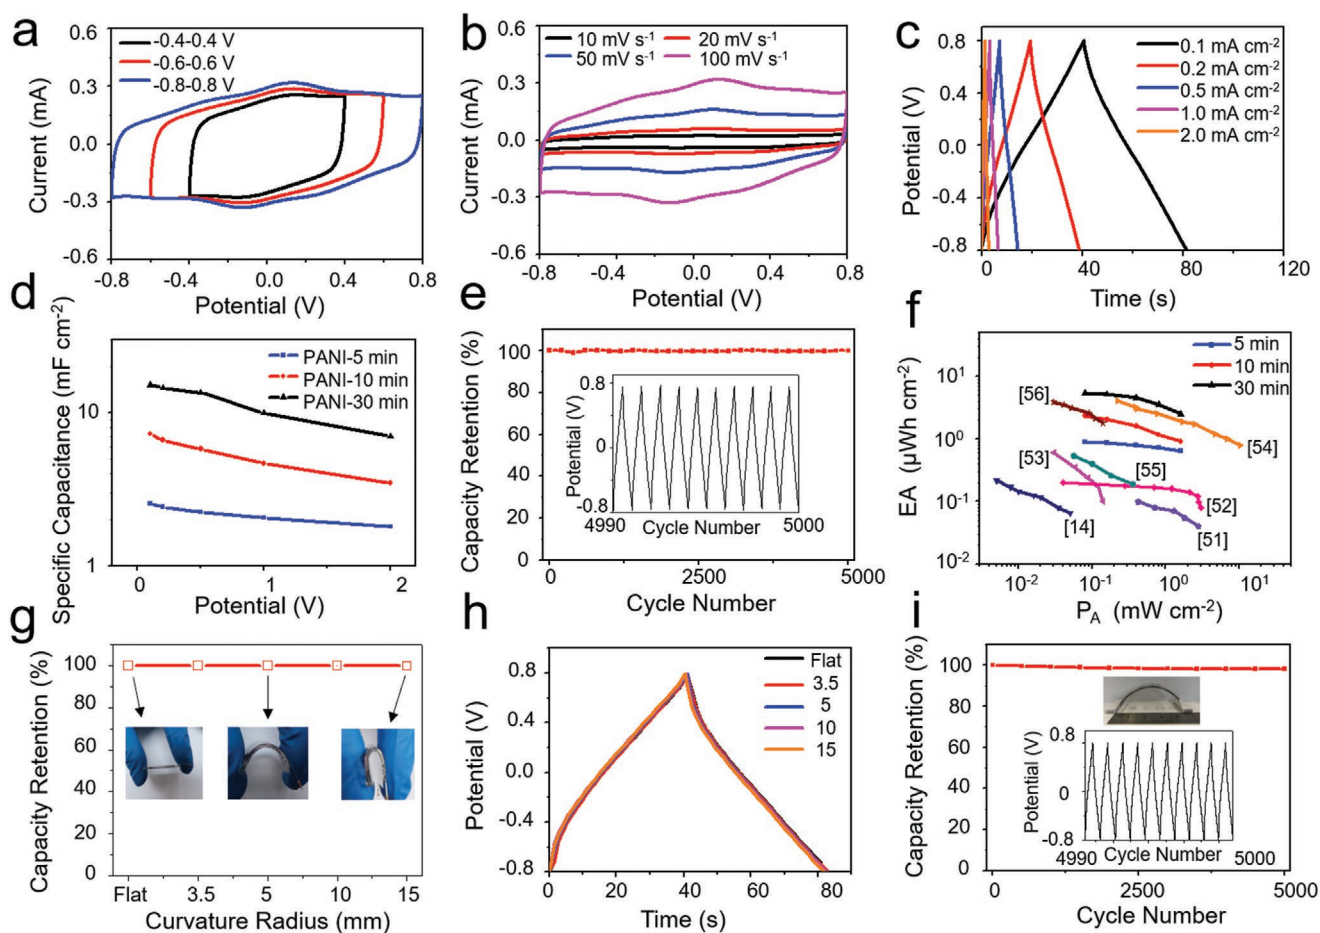 a
0.6
0.3
0.0
-0.3
-0.6
Current (mA)
-0.4-0.4 V
-0.6-0.6 V
-0.8-0.8 V
-0.8 -0.4 0.0 0.4 0.8
Potential (V)
b
0.6
0.3
0.0
-0.3
-0.6
Current (mA)
10 mV s⁻¹ 20 mV s⁻¹
50 mV s⁻¹ 100 mV s⁻¹
-0.8 -0.4 0.0 0.4 0.8
Potential (V)
c
0.8
0.4
0.0
-0.4
-0.8
Potential (V)
0.1 mA cm⁻²
0.2 mA cm⁻²
0.5 mA cm⁻²
1.0 mA cm⁻²
2.0 mA cm⁻²
0 40 80 120
Time (s)
d
Specific Capacitance (mF cm⁻²)
10
1
PANI-5 min
PANI-10 min
PANI-30 min
0 1 2
Potential (V)
e
Capacity Retention (%)
100
80
60
40
20
0
Potential (V)
0.8
0
-0.8
4990 5000
Cycle Number
0 2500 5000
Cycle Number
f
EA (µWh cm⁻²)
10¹
10⁰
10⁻¹
10⁻²
5 min
10 min
30 min
[56]
[54]
[53]
[55]
[52]
[14]
[51]
10⁻² 10⁻¹ 10⁰ 10¹
P_A (mW cm⁻²)
g
Capacity Retention (%)
100
80
60
40
20
0
Flat 3.5 5 10 15
Curvature Radius (mm)
h
0.8
0.4
0.0
-0.4
-0.8
Potential (V)
Flat
3.5
5
10
15
0 20 40 60 80
Time (s)
i
Capacity Retention (%)
100
80
60
40
20
0
Potential (V)
0.8
0
-0.8
4990 Cycle Number 5000
0 2500 5000
Cycle Number